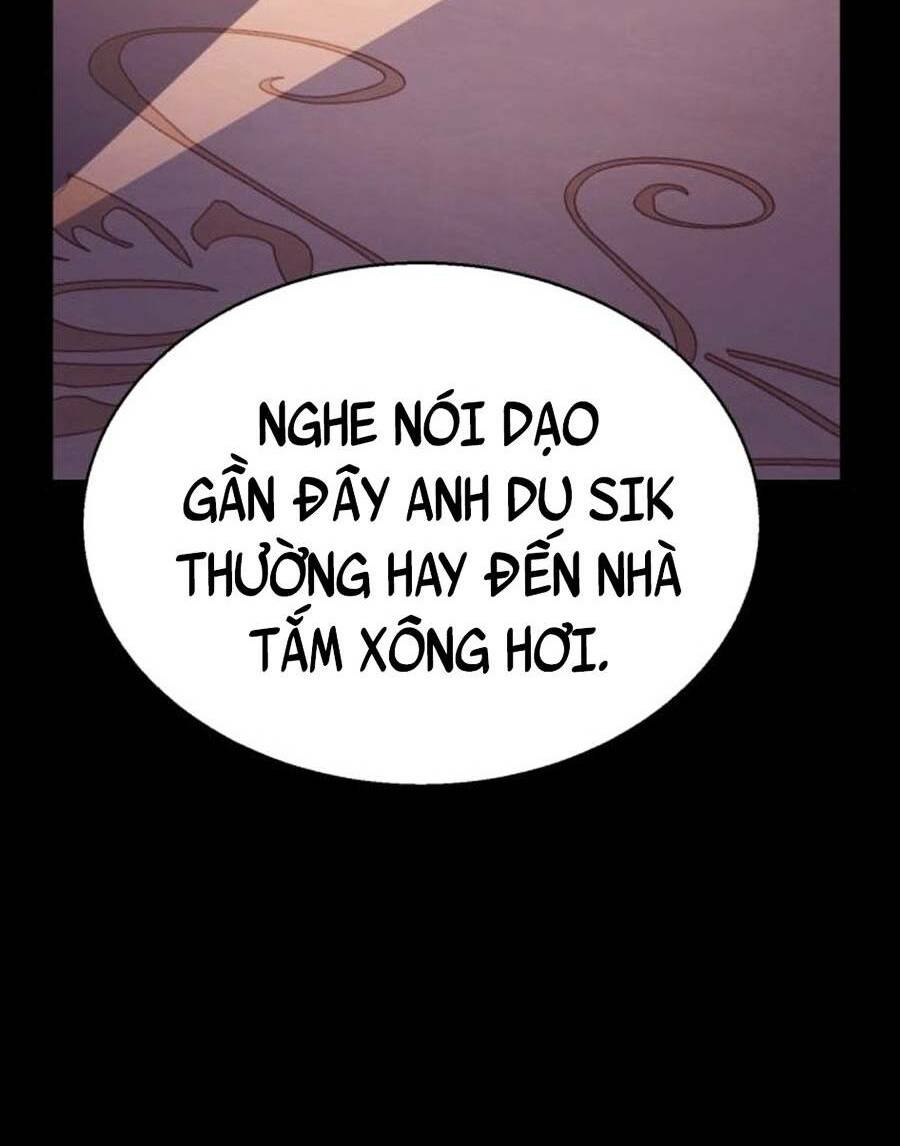 NGHE NÓI DẠO
GẦN ĐÂY ANH DU SIK
THƯỜNG HAY ĐẾN NHÀ
TẮM XÔNG HƠI.